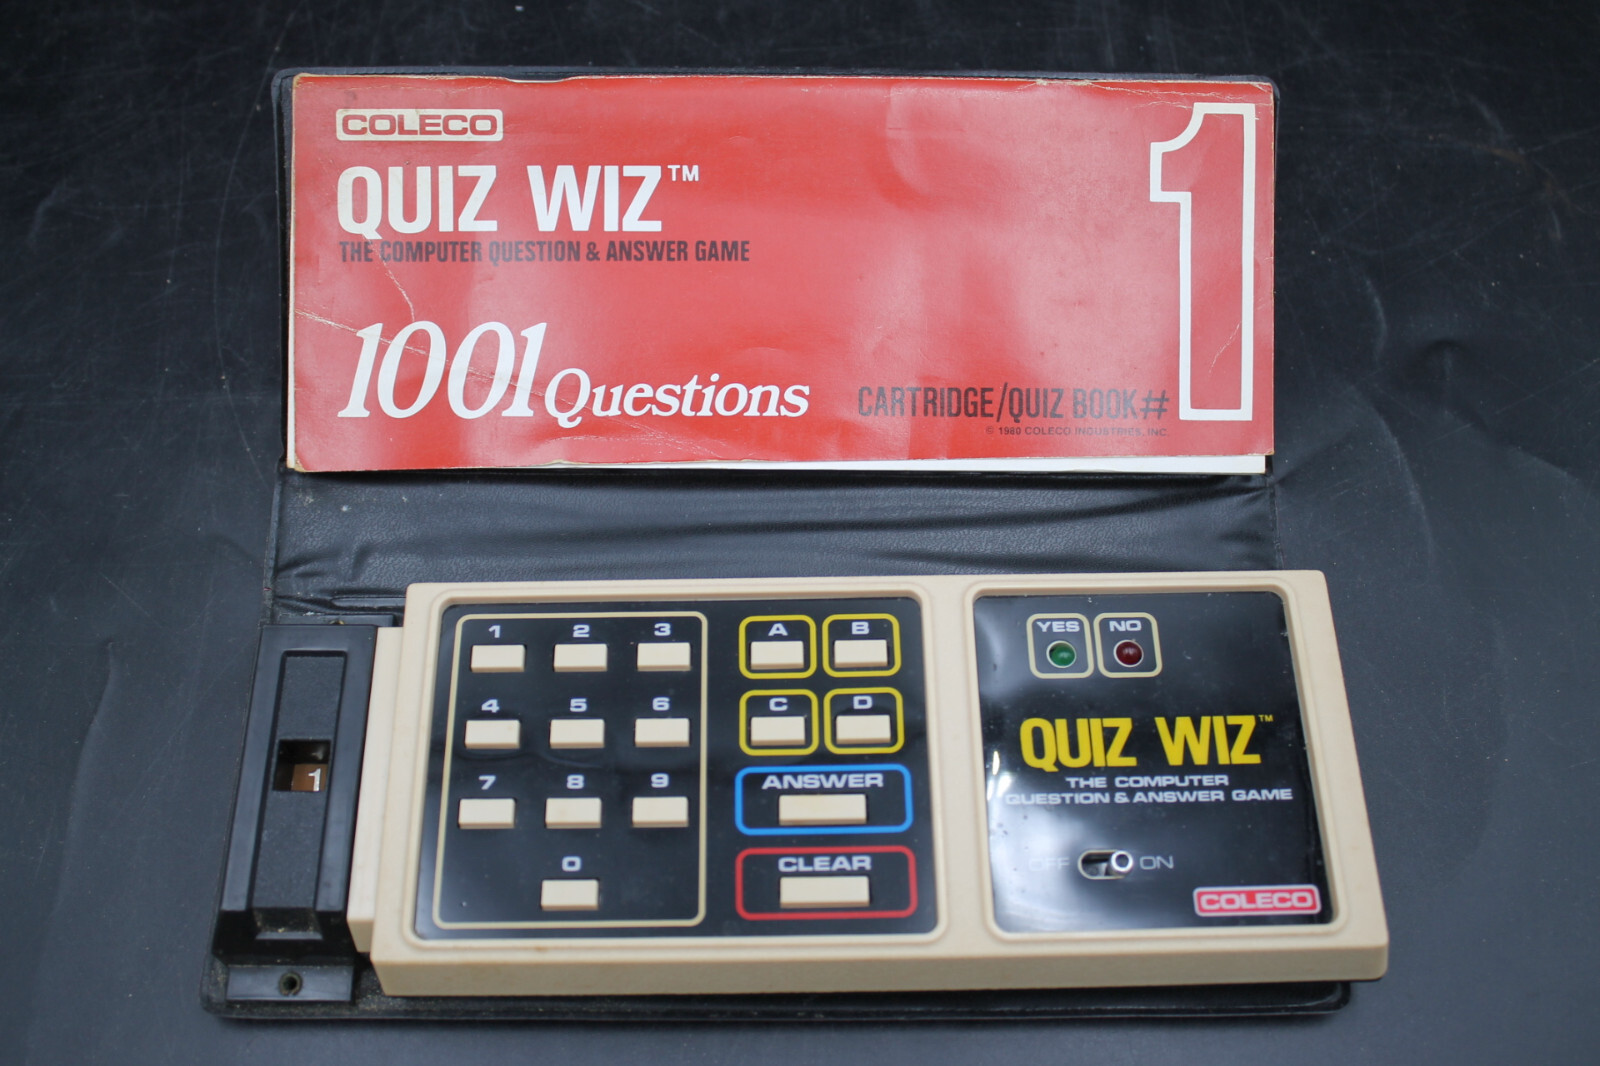 COLECO
QUIZ WIZ™
THE COMPUTER QUESTION & ANSWER GAME
1001 Questions
CARTRIDGE/QUIZ BOOK# 1
© 1980 COLECO INDUSTRIES, INC.
1 2 3
4 5 6
7 8 9
0
A B
C D
ANSWER
CLEAR
1
YES NO
QUIZ WIZ™
THE COMPUTER
QUESTION & ANSWER GAME
OFF ON
COLECO